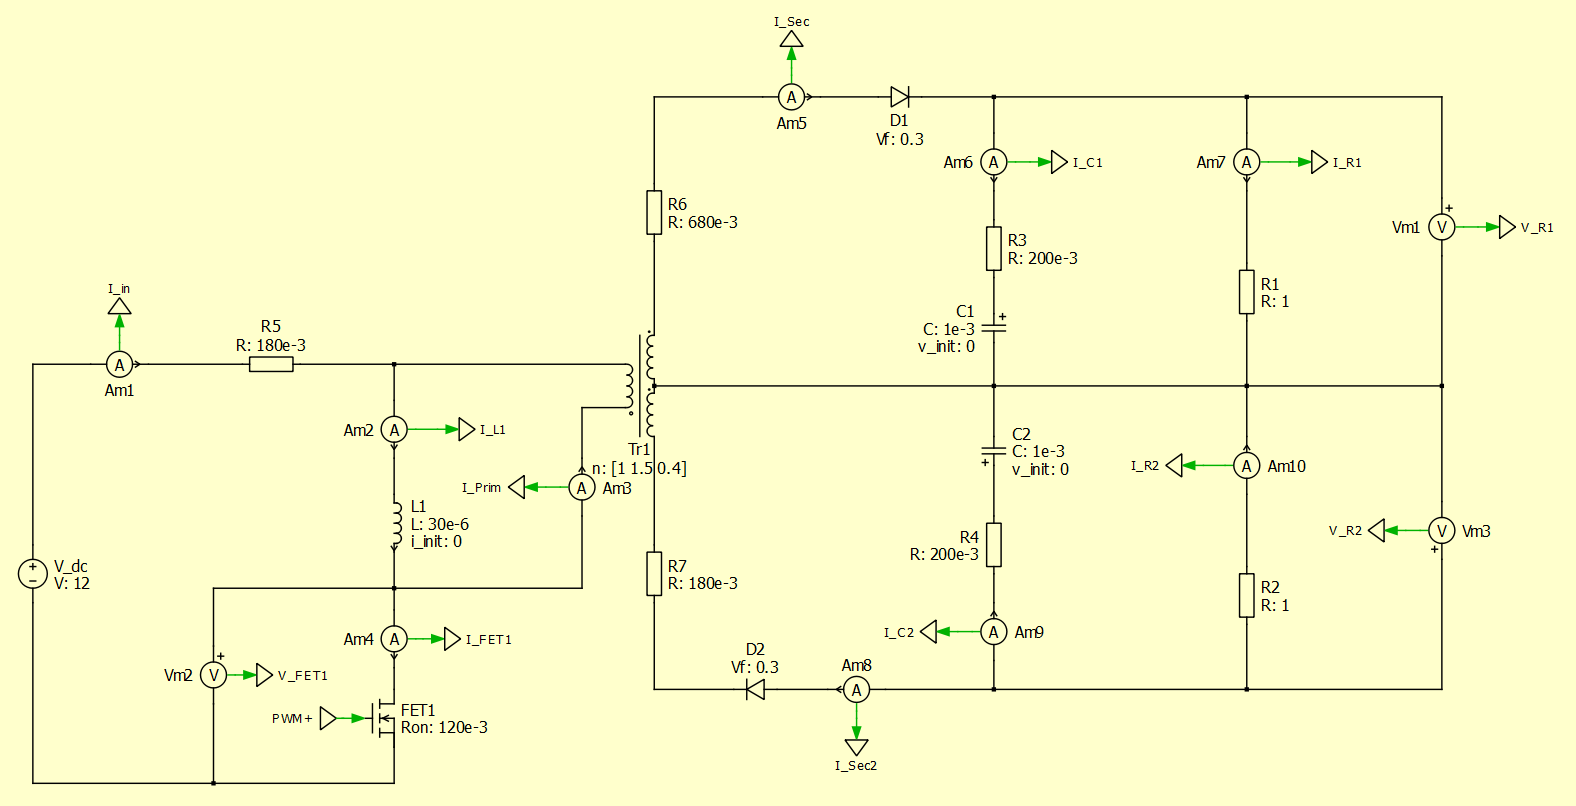 I_Sec
A
Am5
D1
Vf: 0.3
Am6
A
I_C1
Am7
A
I_R1
R6
R: 680e-3
R3
R: 200e-3
+
Vm1
V
V_R1
R1
R: 1
I_in
C1
+
C: 1e-3
v_init: 0
R5
R: 180e-3
A
Am1
Am2
A
I_L1
Tr1
n: [1 1.5 0.4]
C2
C: 1e-3
v_init: 0
+
I_R2
A
Am10
I_Prim
A
Am3
L1
L: 30e-6
i_init: 0
V_R2
V
Vm3
+
R4
R: 200e-3
V_dc
V: 12
+
−
R7
R: 180e-3
R2
R: 1
Am4
A
I_FET1
I_C2
A
Am9
+
Vm2
V
V_FET1
D2
Vf: 0.3
Am8
A
PWM+
FET1
Ron: 120e-3
I_Sec2